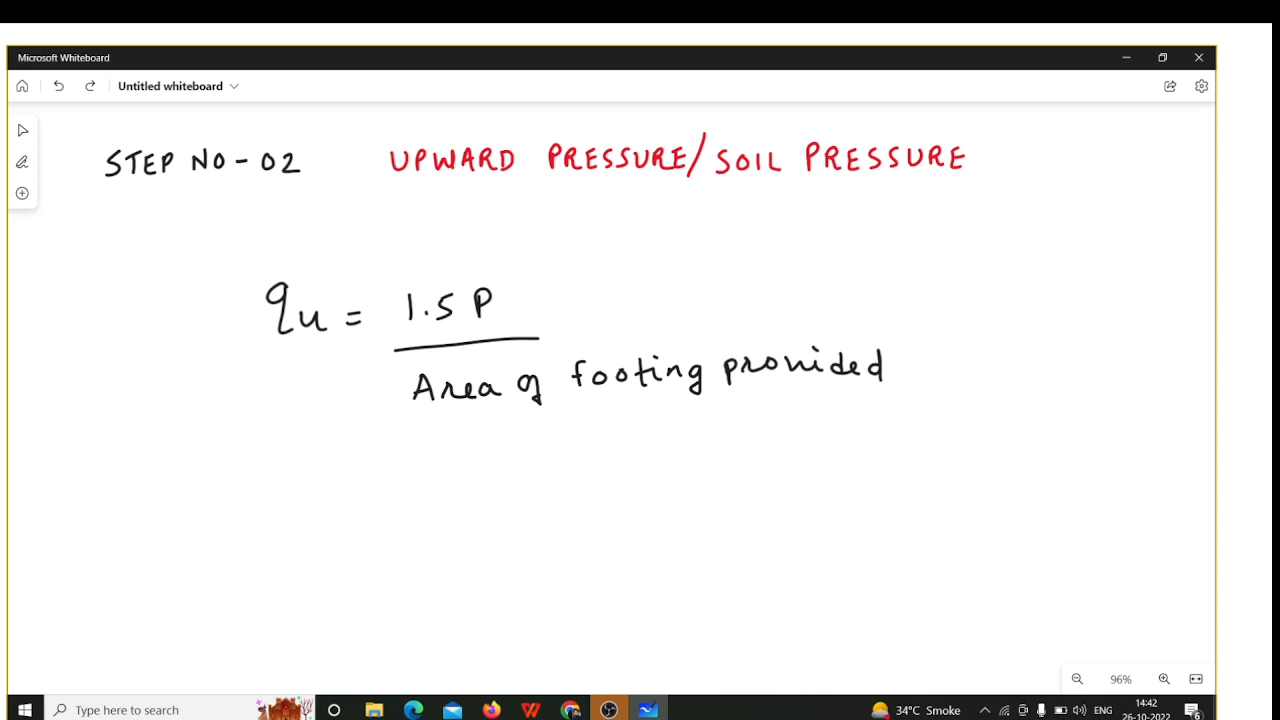 Microsoft Whiteboard
Untitled whiteboard
STEP NO-02 UPWARD PRESSURE/SOIL PRESSURE
qu = 1.5 P
Area of footing provided
96%
Type here to search
34°C Smoke
ENG
14:42
26-10-2022
6